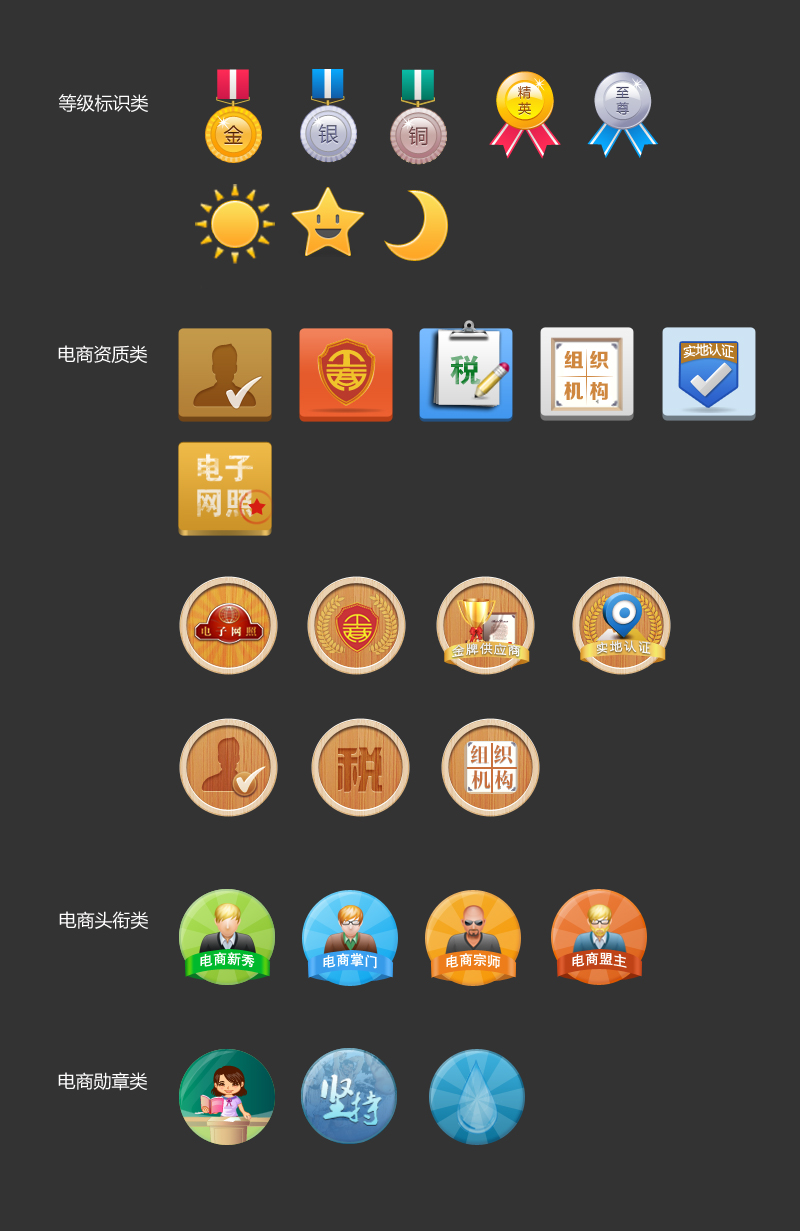 等级标识类
金
银
铜
精
英
至
尊
电商资质类
税
组 织
机 构
实地认证
电子
网照
电子网照
商
金牌供应商
实地认证
税
组织
机构
电商头衔类
电商新秀
电商掌门
电商宗师
电商盟主
电商勋章类
坚持